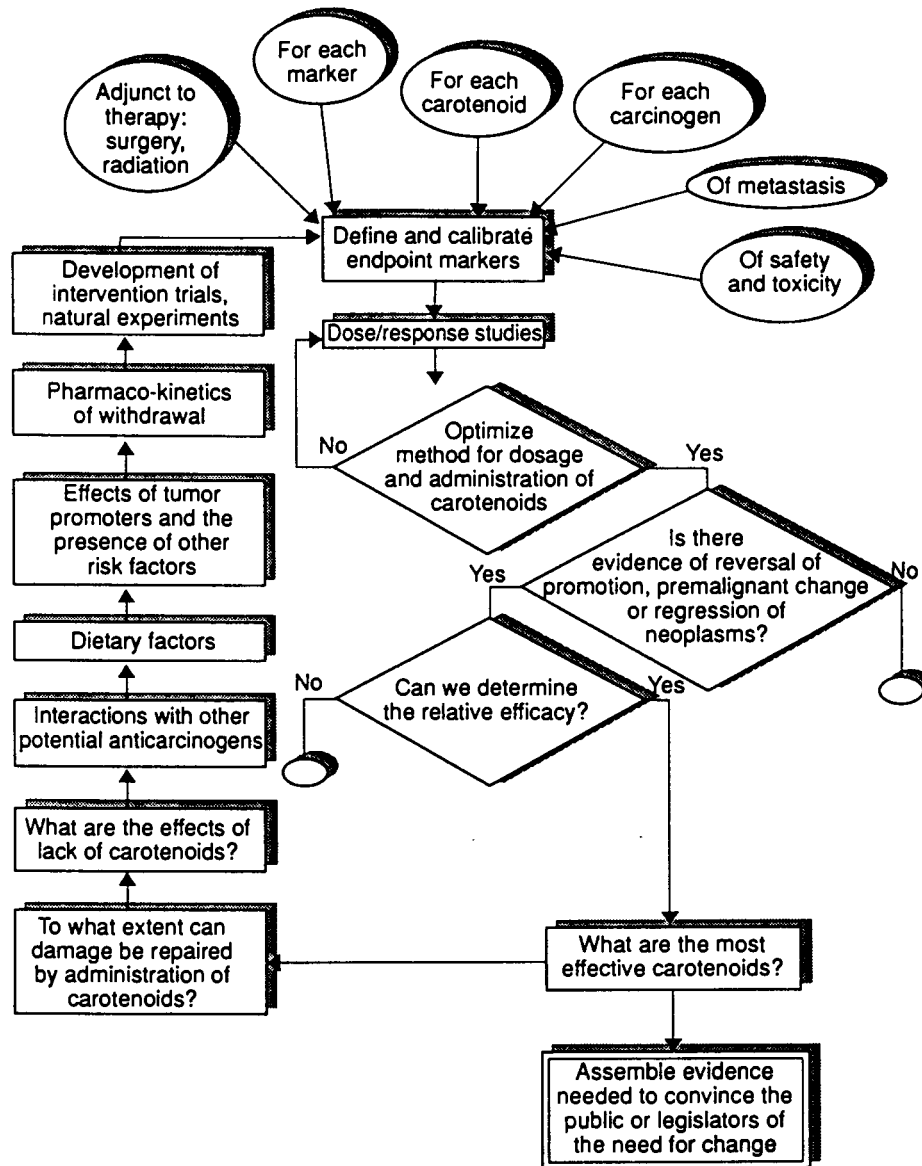 For each
marker
For each
carotenoid
For each
carcinogen
Adjunct to
therapy:
surgery,
radiation
Of metastasis
Of safety
and toxicity
Define and calibrate
endpoint markers
Development of
intervention trials,
natural experiments
Dose/response studies
Pharmaco-kinetics
of withdrawal
No
Optimize
method for dosage
and administration of
carotenoids
Yes
Effects of tumor
promoters and the
presence of other
risk factors
Yes
Is there
evidence of reversal of
promotion, premalignant change
or regression of
neoplasms?
No
Dietary factors
No
Can we determine
the relative efficacy?
Yes
Interactions with other
potential anticarcinogens
What are the effects of
lack of carotenoids?
To what extent can
damage be repaired
by administration of
carotenoids?
What are the most
effective carotenoids?
Assemble evidence
needed to convince the
public or legislators of
the need for change